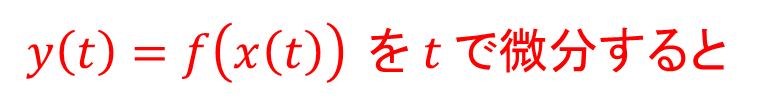 y(t) = f(x(t)) を t で微分すると